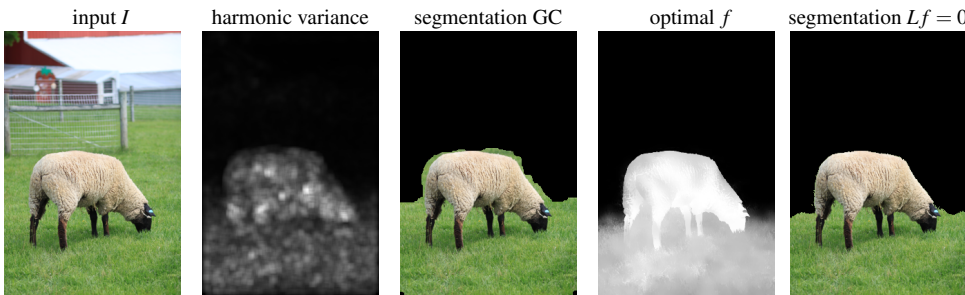 input I
harmonic variance
segmentation GC
optimal f
segmentation Lf = 0